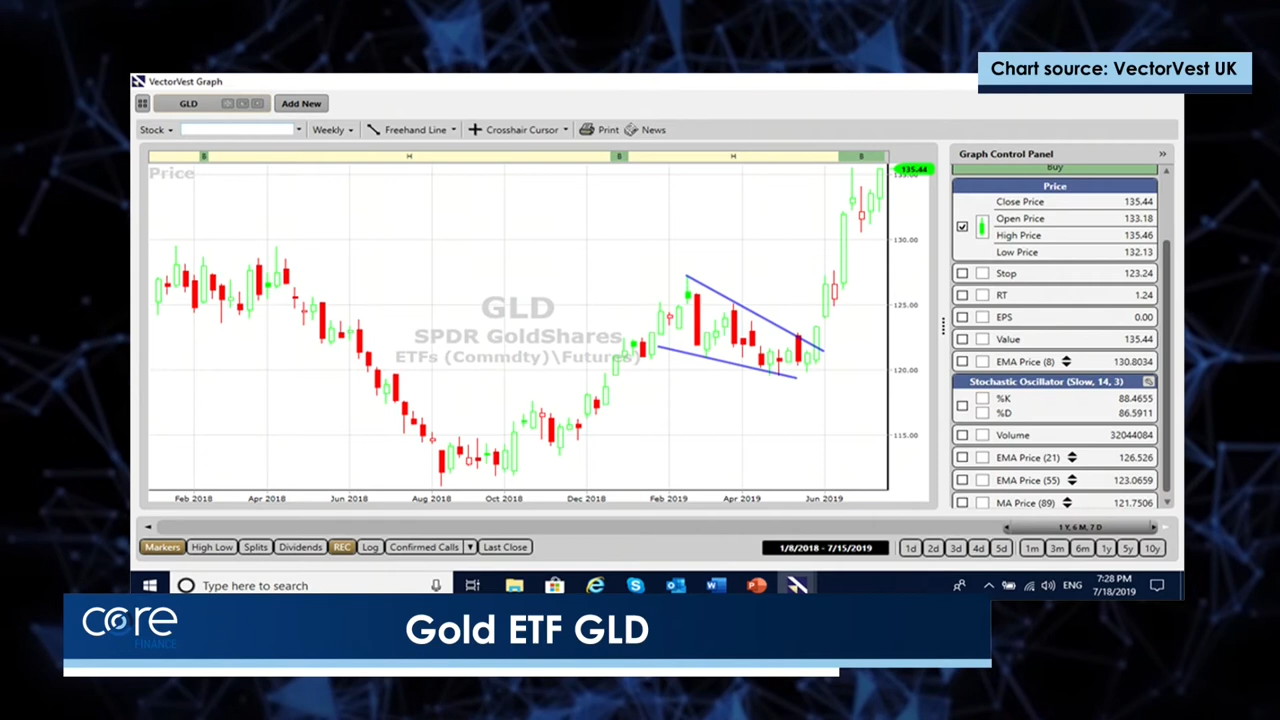 Chart source: VectorVest UK
VectorVest Graph
GLD
Add New
Stock
Weekly
Freehand Line
Crosshair Cursor
Print
News
B H B H B
Price
135.44
130.00
125.00
120.00
115.00
GLD
SPDR GoldShares
ETFs (Commdty)\Futures)
Feb 2018 Apr 2018 Jun 2018 Aug 2018 Oct 2018 Dec 2018 Feb 2019 Apr 2019 Jun 2019
Graph Control Panel
Buy
Price
Close Price 135.44
Open Price 133.18
High Price 135.46
Low Price 132.13
Stop 123.24
RT 1.24
EPS 0.00
Value 135.44
EMA Price (8) 130.8034
Stochastic Oscillator (Slow, 14, 3)
%K 88.4655
%D 86.5911
Volume 32044084
EMA Price (21) 126.526
EMA Price (55) 123.0659
MA Price (89) 121.7506
1 Y, 6 M, 7 D
Markers High Low Splits Dividends REC Log Confirmed Calls Last Close
1/8/2018 - 7/15/2019
1d 2d 3d 4d 5d 1m 3m 6m 1y 5y 10y
Type here to search
ENG
7:28 PM
7/18/2019
core
FINANCE
Gold ETF GLD